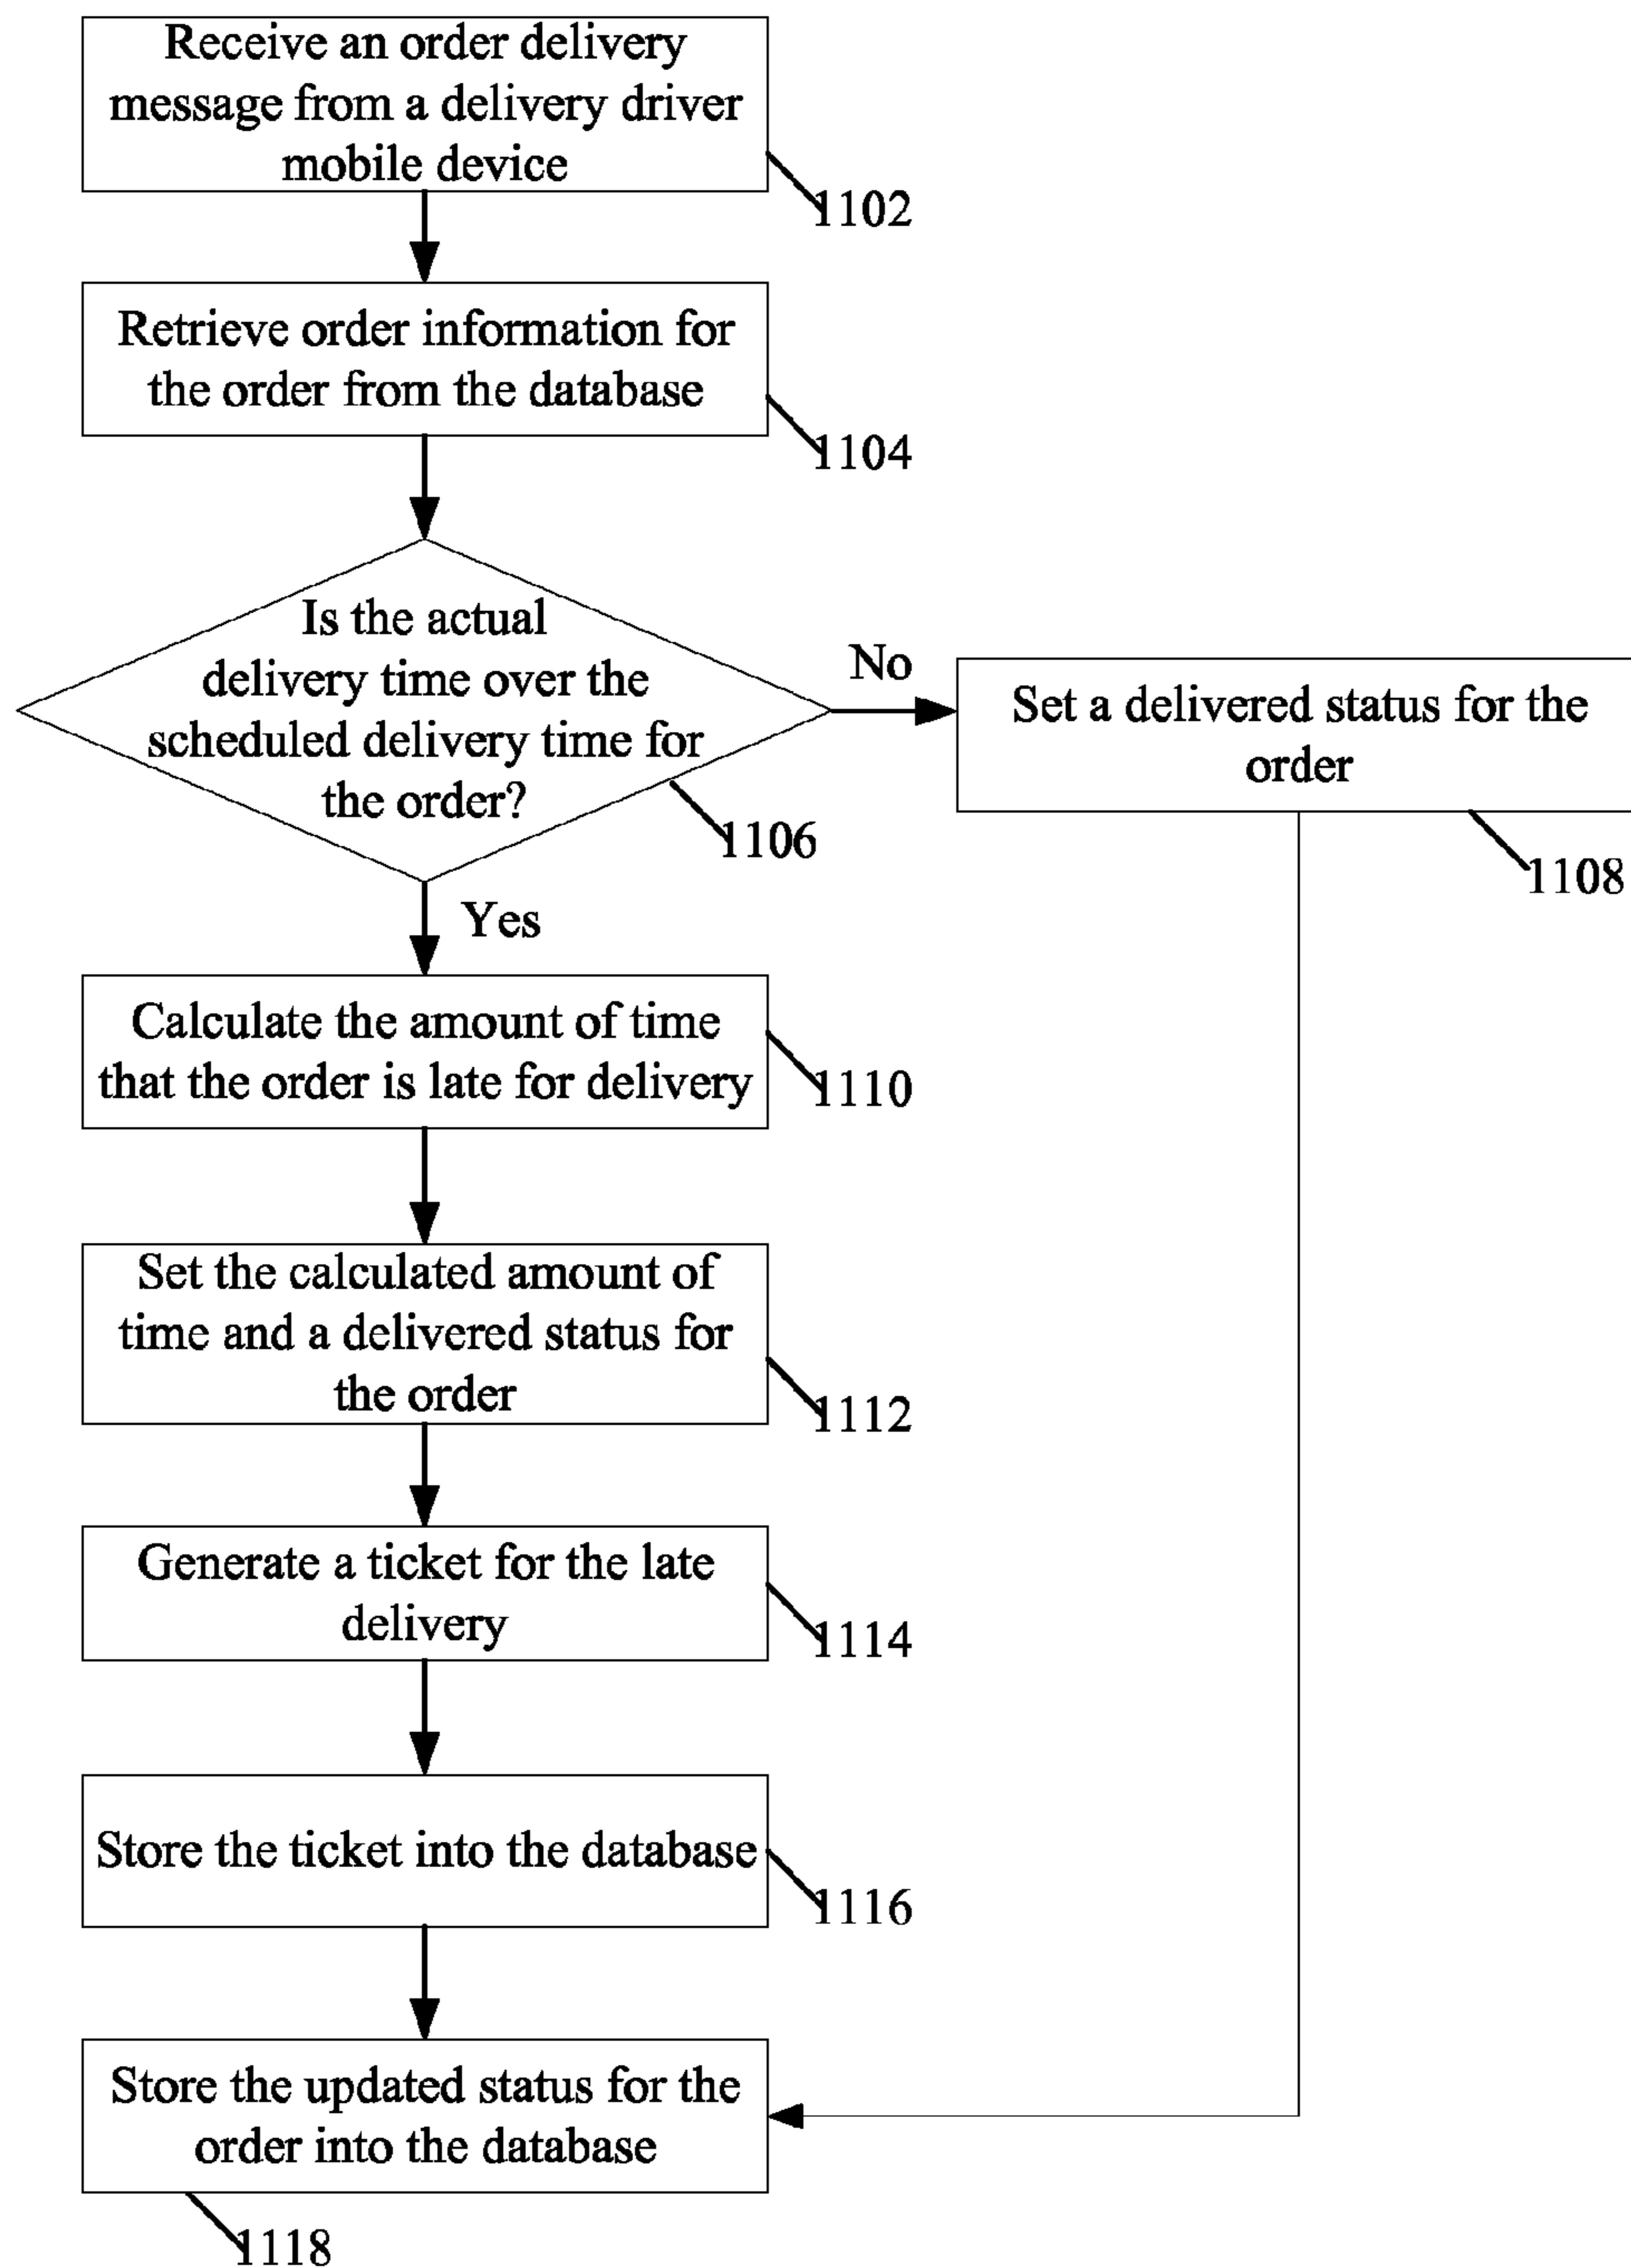 Receive an order delivery
message from a delivery driver
mobile device
1102
Retrieve order information for
the order from the database
1104
Is the actual
delivery time over the
scheduled delivery time for
the order?
1106
No
Set a delivered status for the
order
1108
Yes
Calculate the amount of time
that the order is late for delivery
1110
Set the calculated amount of
time and a delivered status for
the order
1112
Generate a ticket for the late
delivery
1114
Store the ticket into the database
1116
Store the updated status for the
order into the database
1118